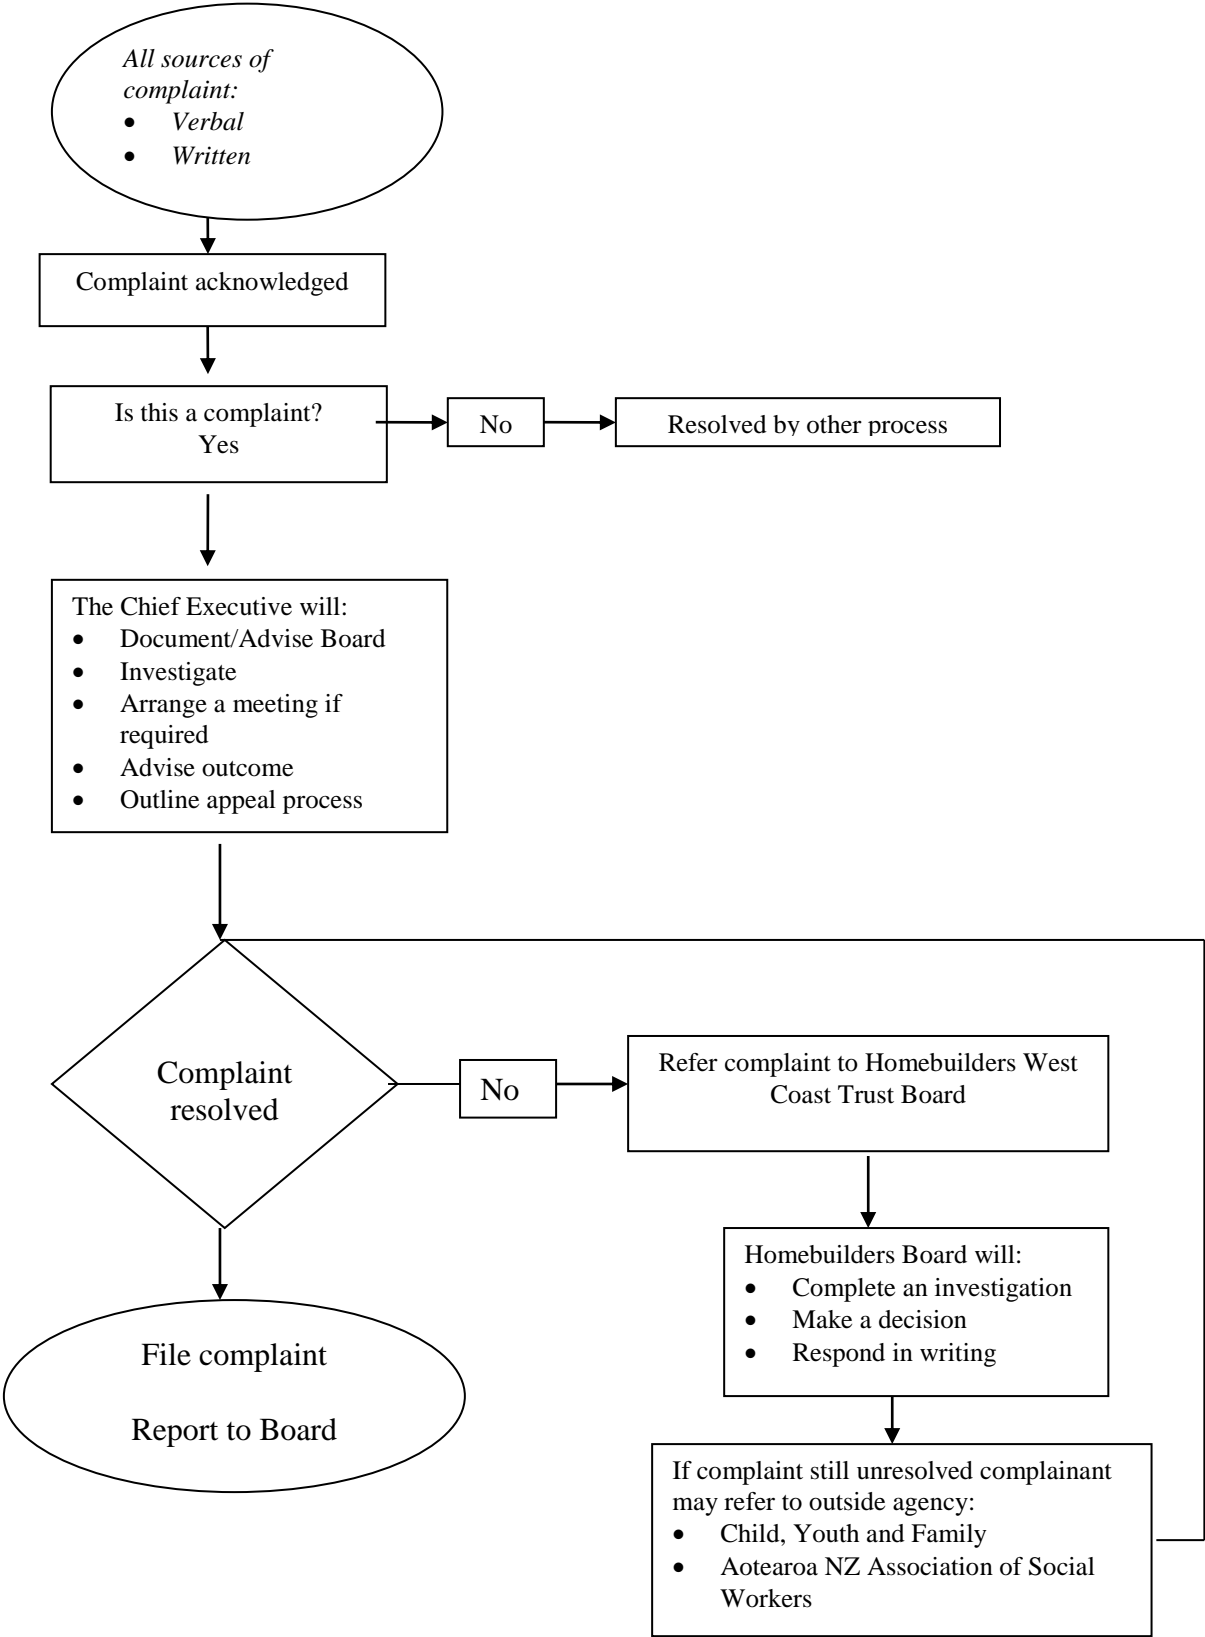 All sources of
complaint:
• Verbal
• Written
Complaint acknowledged
Is this a complaint?
Yes
No
Resolved by other process
The Chief Executive will:
• Document/Advise Board
• Investigate
• Arrange a meeting if
required
• Advise outcome
• Outline appeal process
Complaint
resolved
No
Refer complaint to Homebuilders West
Coast Trust Board
Homebuilders Board will:
• Complete an investigation
• Make a decision
• Respond in writing
File complaint
Report to Board
If complaint still unresolved complainant
may refer to outside agency:
• Child, Youth and Family
• Aotearoa NZ Association of Social
Workers